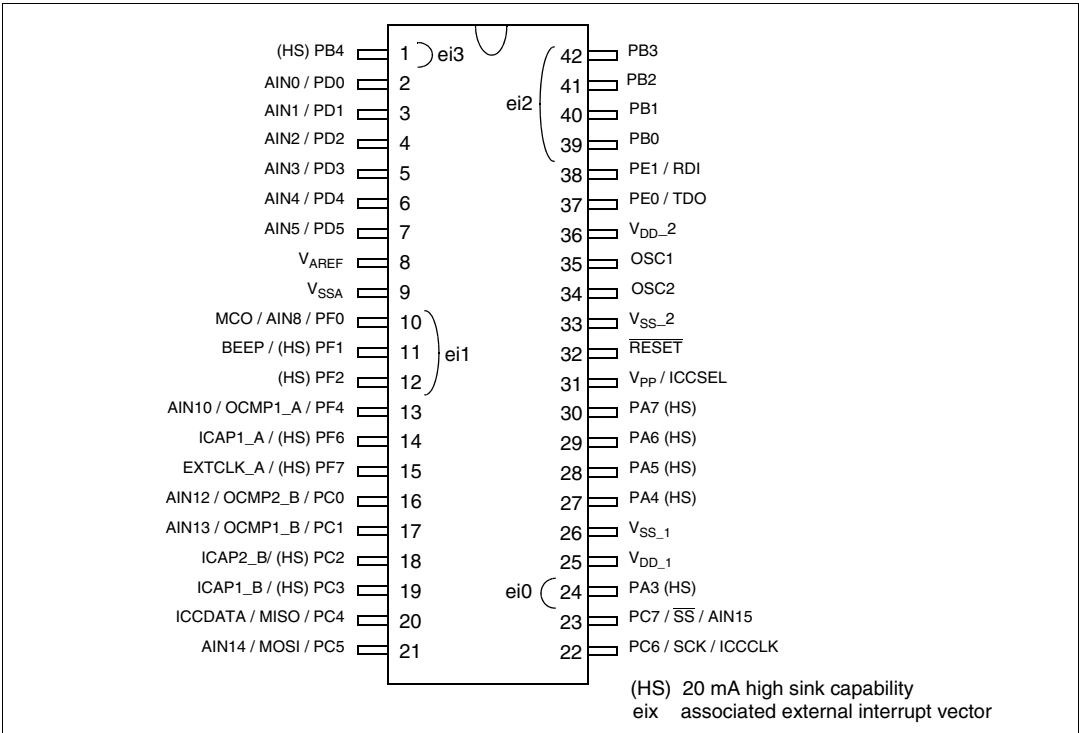 (HS) PB4
AIN0 / PD0
AIN1 / PD1
AIN2 / PD2
AIN3 / PD3
AIN4 / PD4
AIN5 / PD5
VAREF
VSSA
MCO / AIN8 / PF0
BEEP / (HS) PF1
(HS) PF2
AIN10 / OCMP1_A / PF4
ICAP1_A / (HS) PF6
EXTCLK_A / (HS) PF7
AIN12 / OCMP2_B / PC0
AIN13 / OCMP1_B / PC1
ICAP2_B/ (HS) PC2
ICAP1_B / (HS) PC3
ICCDATA / MISO / PC4
AIN14 / MOSI / PC5
1
2
3
4
5
6
7
8
9
10
11
12
13
14
15
16
17
18
19
20
21
ei3
ei1
ei2
ei0
42
41
40
39
38
37
36
35
34
33
32
31
30
29
28
27
26
25
24
23
22
PB3
PB2
PB1
PB0
PE1 / RDI
PE0 / TDO
VDD_2
OSC1
OSC2
VSS_2
RESET
VPP / ICCSEL
PA7 (HS)
PA6 (HS)
PA5 (HS)
PA4 (HS)
VSS_1
VDD_1
PA3 (HS)
PC7 / SS / AIN15
PC6 / SCK / ICCCLK
(HS) 20 mA high sink capability
eix associated external interrupt vector